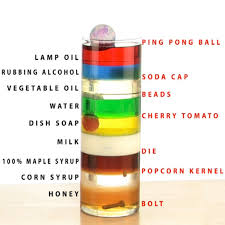 PING PONG BALL
LAMP OIL
RUBBING ALCOHOL
SODA CAP
VEGETABLE OIL
BEADS
WATER
CHERRY TOMATO
DISH SOAP
MILK
DIE
100% MAPLE SYRUP
POPCORN KERNEL
CORN SYRUP
HONEY
BOLT